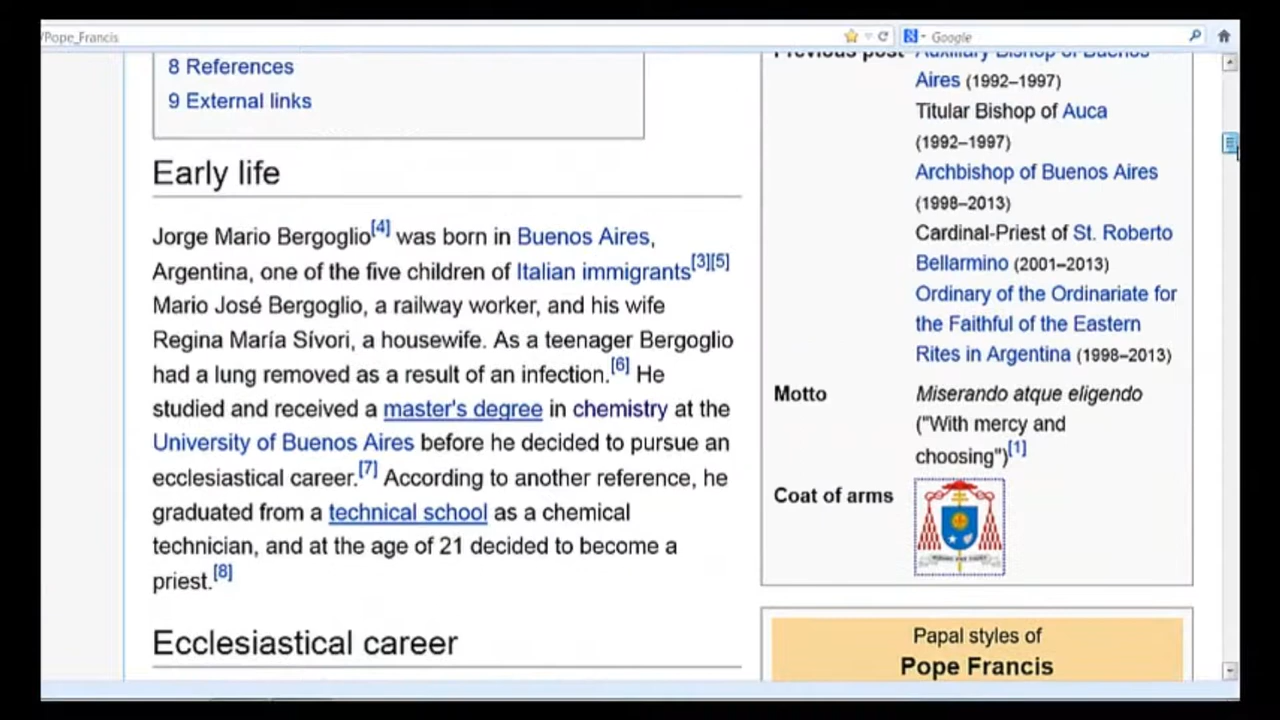 /Pope_Francis
Google
8 References
9 External links
Early life
Jorge Mario Bergoglio[4] was born in Buenos Aires,
Argentina, one of the five children of Italian immigrants[3][5]
Mario José Bergoglio, a railway worker, and his wife
Regina María Sívori, a housewife. As a teenager Bergoglio
had a lung removed as a result of an infection.[6] He
studied and received a master's degree in chemistry at the
University of Buenos Aires before he decided to pursue an
ecclesiastical career.[7] According to another reference, he
graduated from a technical school as a chemical
technician, and at the age of 21 decided to become a
priest.[8]
Ecclesiastical career
Previous post Auxiliary Bishop of Buenos
Aires (1992–1997)
Titular Bishop of Auca
(1992–1997)
Archbishop of Buenos Aires
(1998–2013)
Cardinal-Priest of St. Roberto
Bellarmino (2001–2013)
Ordinary of the Ordinariate for
the Faithful of the Eastern
Rites in Argentina (1998–2013)
Motto Miserando atque eligendo
("With mercy and
choosing")[1]
Coat of arms
Papal styles of
Pope Francis